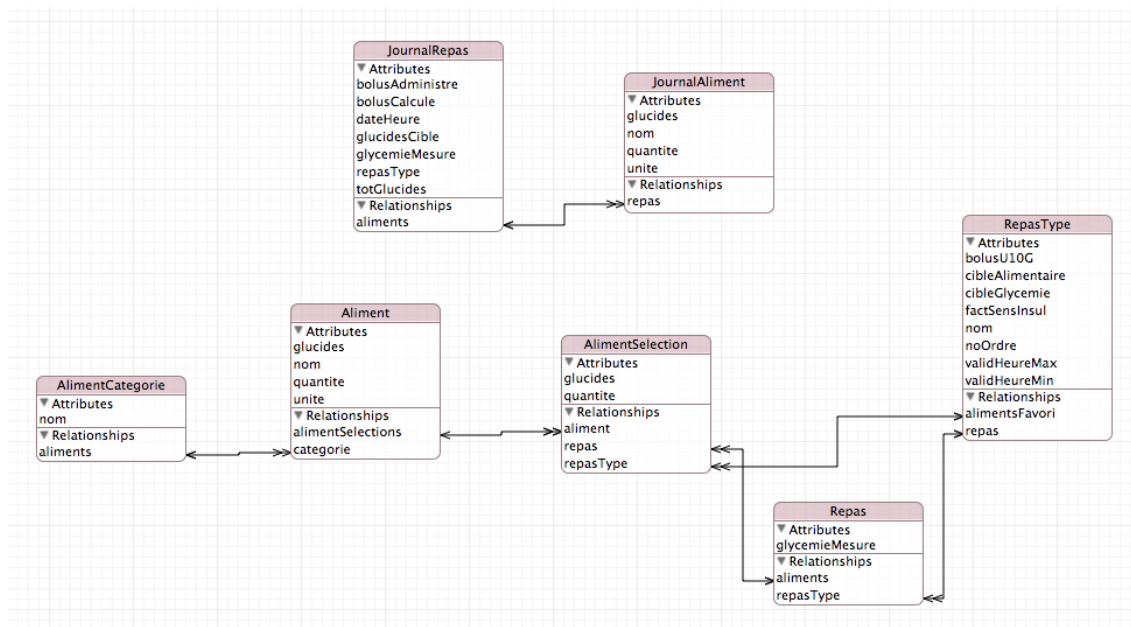 JournalRepas
Attributes
bolusAdministre
bolusCalcule
dateHeure
glucidesCible
glycemieMesure
repasType
totGlucides
Relationships
aliments
JournalAliment
Attributes
glucides
nom
quantite
unite
Relationships
repas
RepasType
Attributes
bolusU10G
cibleAlimentaire
cibleGlycemie
factSensInsul
nom
noOrdre
validHeureMax
validHeureMin
Relationships
alimentsFavori
repas
Aliment
Attributes
glucides
nom
quantite
unite
Relationships
alimentSelections
categorie
AlimentSelection
Attributes
glucides
quantite
Relationships
aliment
repas
repasType
AlimentCategorie
Attributes
nom
Relationships
aliments
Repas
Attributes
glycemieMesure
Relationships
aliments
repasType